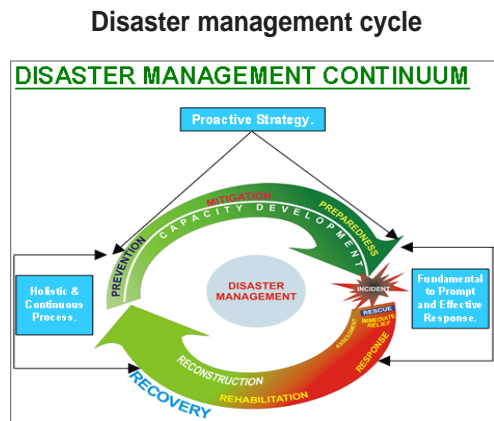 Disaster management cycle
DISASTER MANAGEMENT CONTINUUM
Proactive Strategy.
MITIGATION
CAPACITY DEVELOPMENT
PREPAREDNESS
PREVENTION
Holistic &
Continuous
Process.
DISASTER
MANAGEMENT
INCIDENT
Fundamental
to Prompt
and Effective
Response.
RESCUE
IMMEDIATE
RELIEF
ASSESSMENT
RESPONSE
RECONSTRUCTION
REHABILITATION
RECOVERY